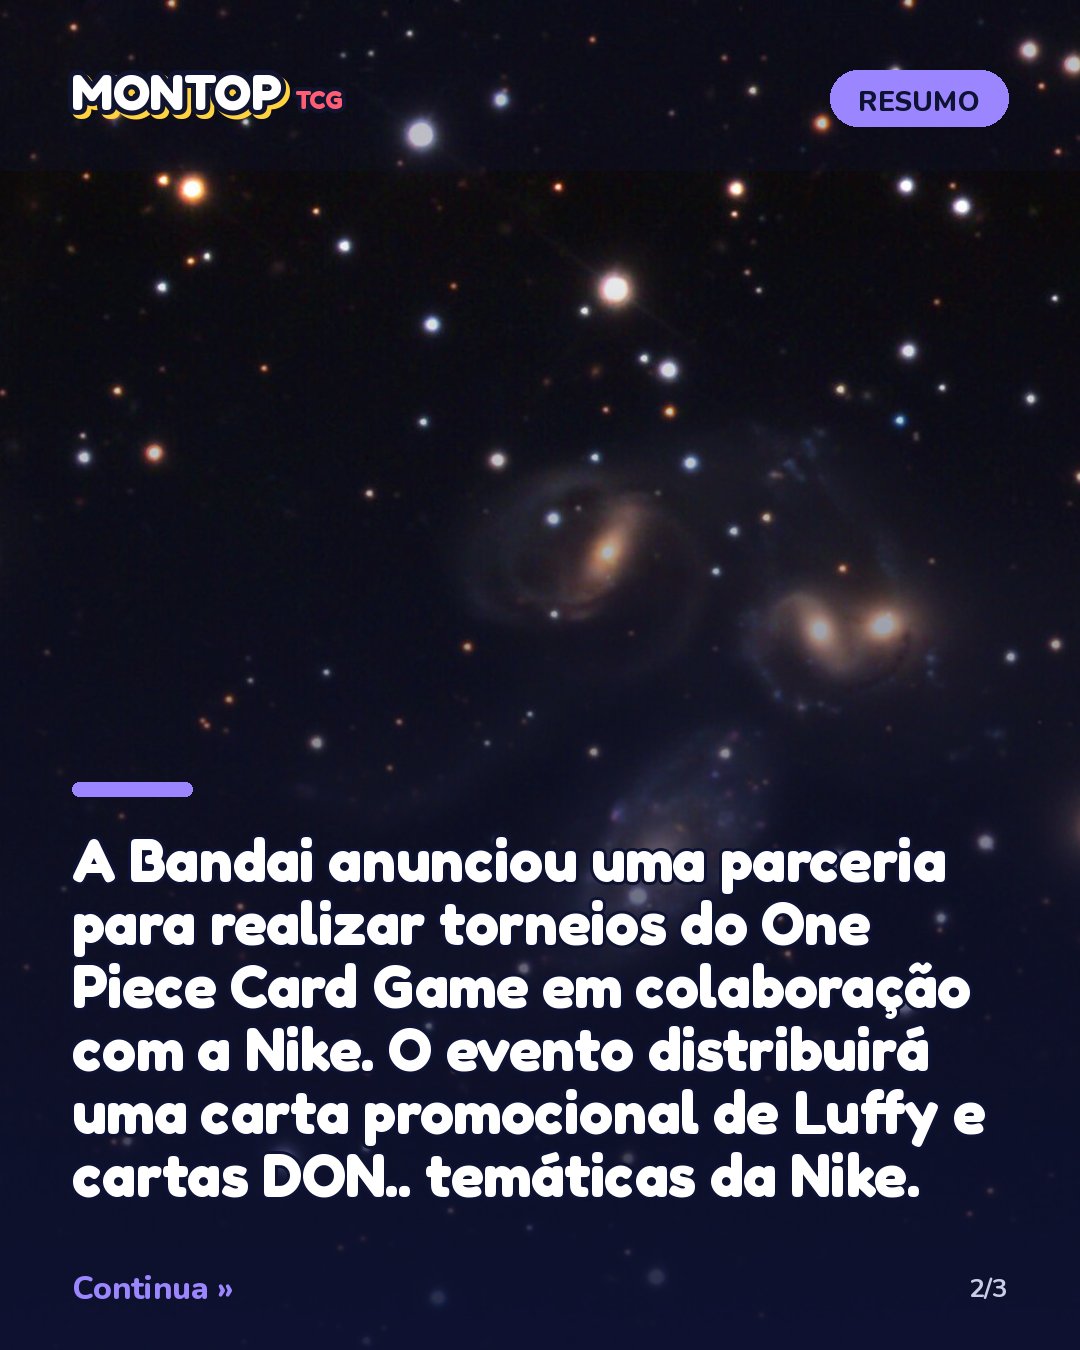 MONTOP TCG
RESUMO
A Bandai anunciou uma parceria
para realizar torneios do One
Piece Card Game em colaboração
com a Nike. O evento distribuirá
uma carta promocional de Luffy e
cartas DON.. temáticas da Nike.
Continua »
2/3